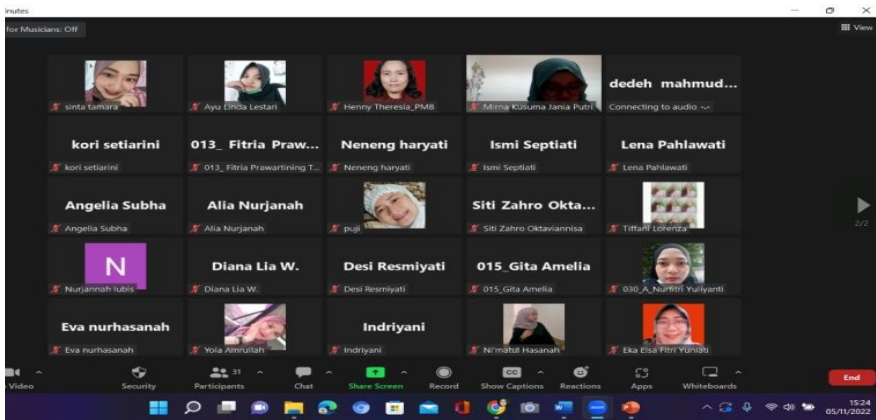 inutes
for Musicians: Off
View
sinta tamara
Ayu Linda Lestari
Henny Theresia_PMB
Mirna Kusuma Jania Putri
dedeh mahmud...
Connecting to audio
kori setiarini
013_ Fitria Praw...
Neneng haryati
Ismi Septiati
Lena Pahlawati
kori setiarini
013_ Fitria Prawartining T...
Neneng haryati
Ismi Septiati
Lena Pahlawati
Angelia Subha
Alia Nurjanah
Siti Zahro Okta...
Angelia Subha
Alia Nurjanah
puji
Siti Zahro Oktaviannisa
Tiffani Lorenza
2/2
N
Diana Lia W.
Desi Resmiyati
015_Gita Amelia
Nurjannah lubis
Diana Lia W.
Desi Resmiyati
015_Gita Amelia
030_A_Nurfitri Yuliyanti
Eva nurhasanah
Indriyani
Eva nurhasanah
Yola Amrullah
Indriyani
Ni'matul Hasanah
Eka Elsa Fitri Yuniati
31
CC
Video
Security
Participants
Chat
Share Screen
Record
Show Captions
Reactions
Apps
Whiteboards
End
15:24
05/11/2022